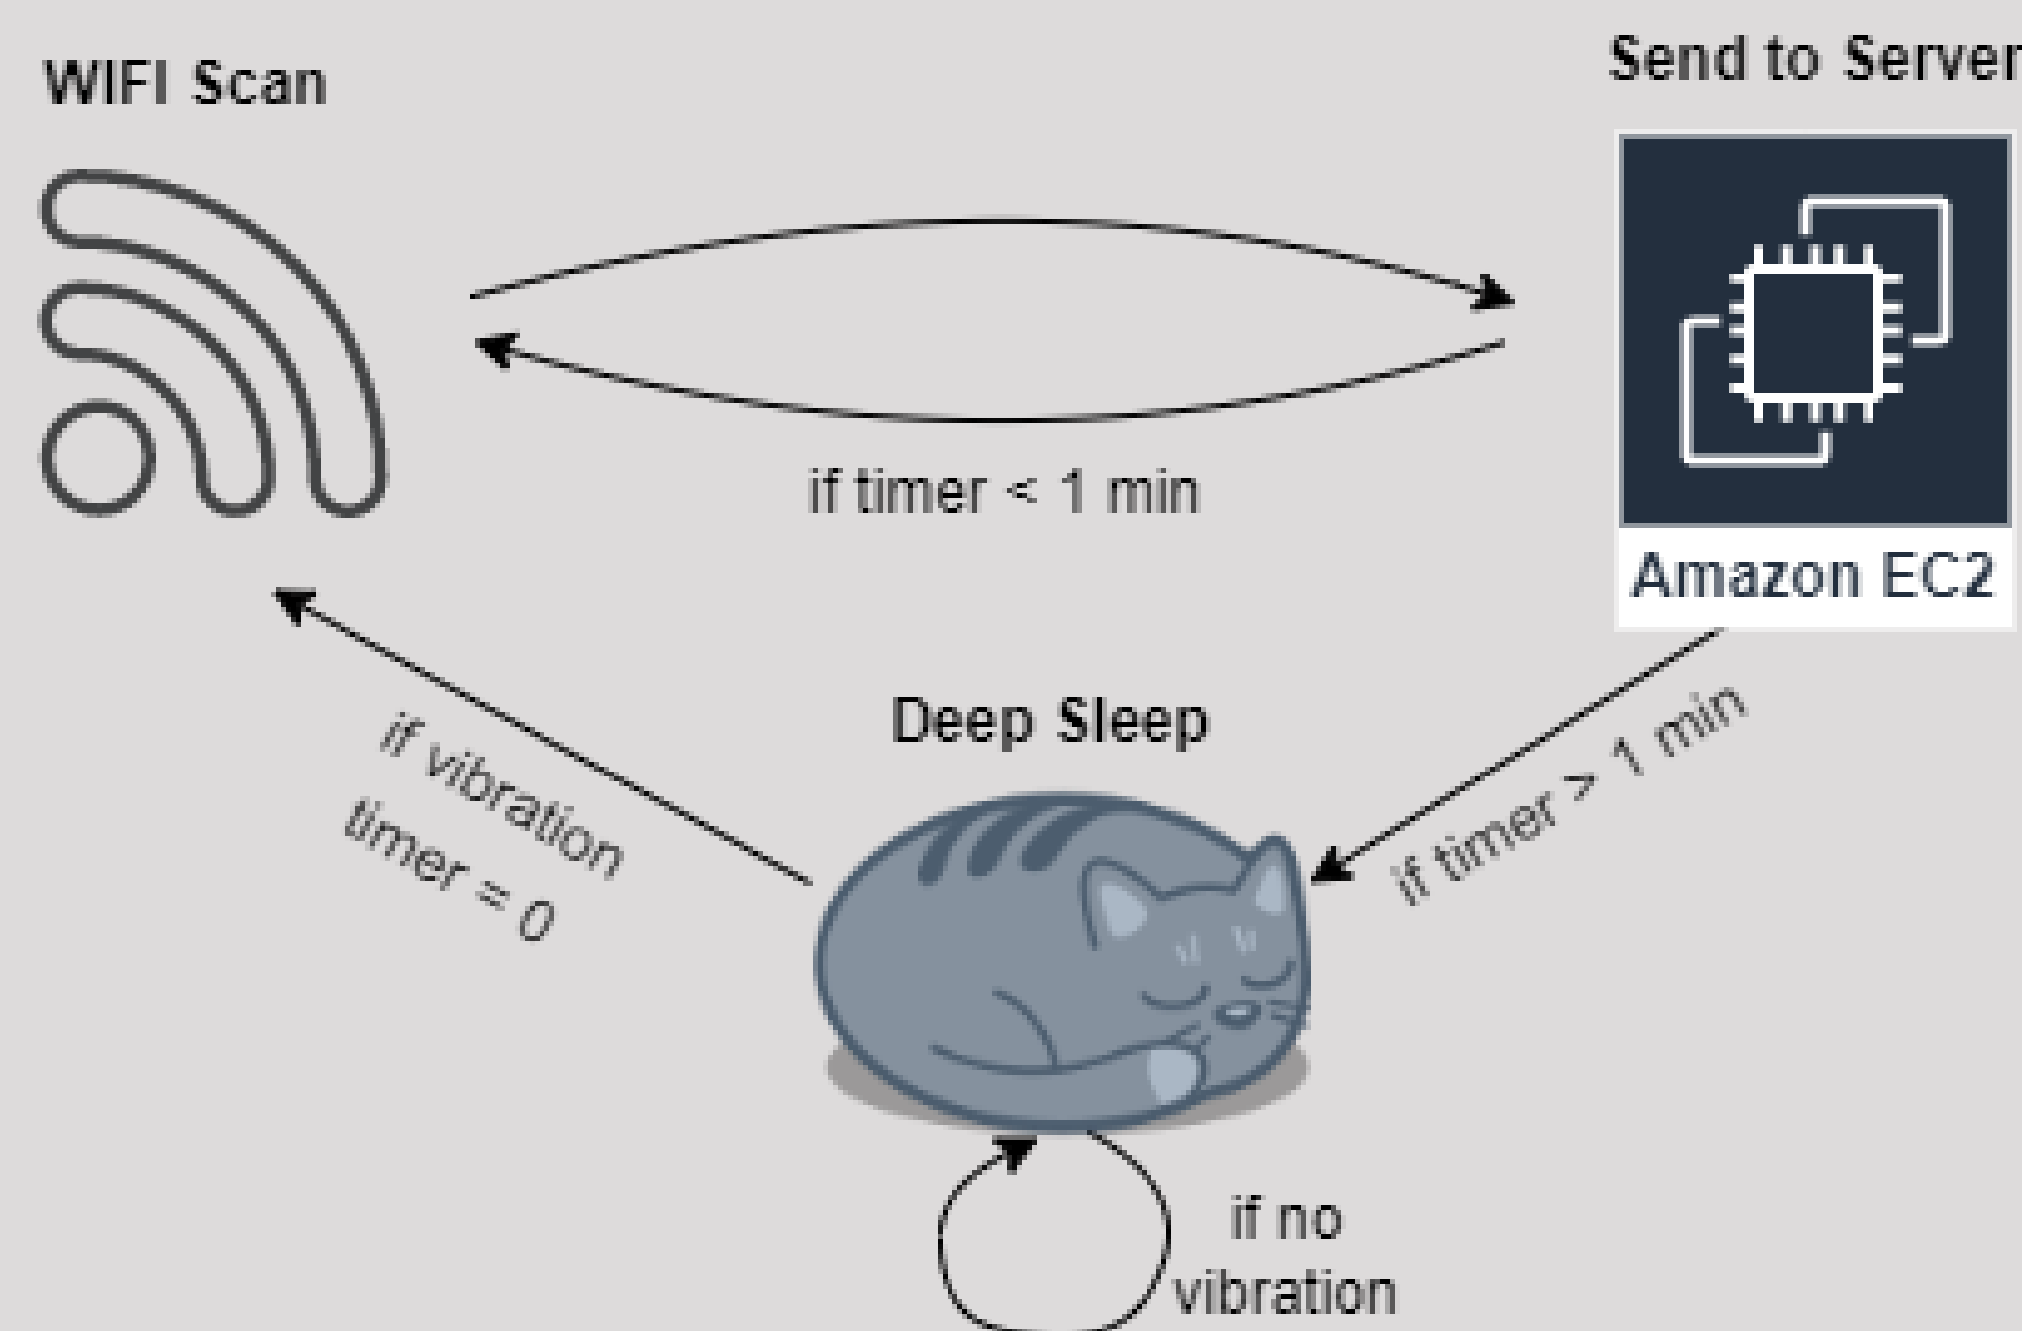 WIFI Scan
Send to Server
if timer < 1 min
Amazon EC2
Deep Sleep
if vibration
timer = 0
if timer > 1 min
if no
vibration